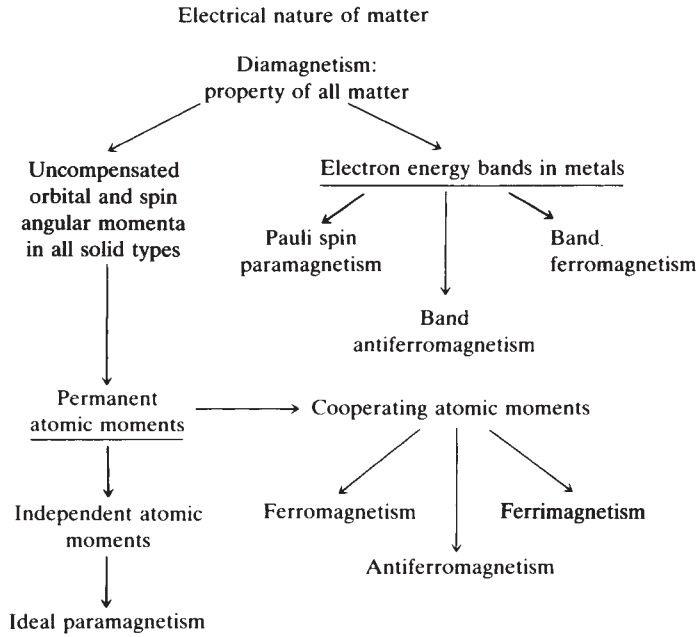 Electrical nature of matter
Diamagnetism:
property of all matter
Uncompensated
orbital and spin
angular momenta
in all solid types
Electron energy bands in metals
Pauli spin
paramagnetism
Band.
ferromagnetism
Band
antiferromagnetism
Permanent
atomic moments
Cooperating atomic moments
Independent atomic
moments
Ferromagnetism
Ferrimagnetism
Antiferromagnetism
Ideal paramagnetism